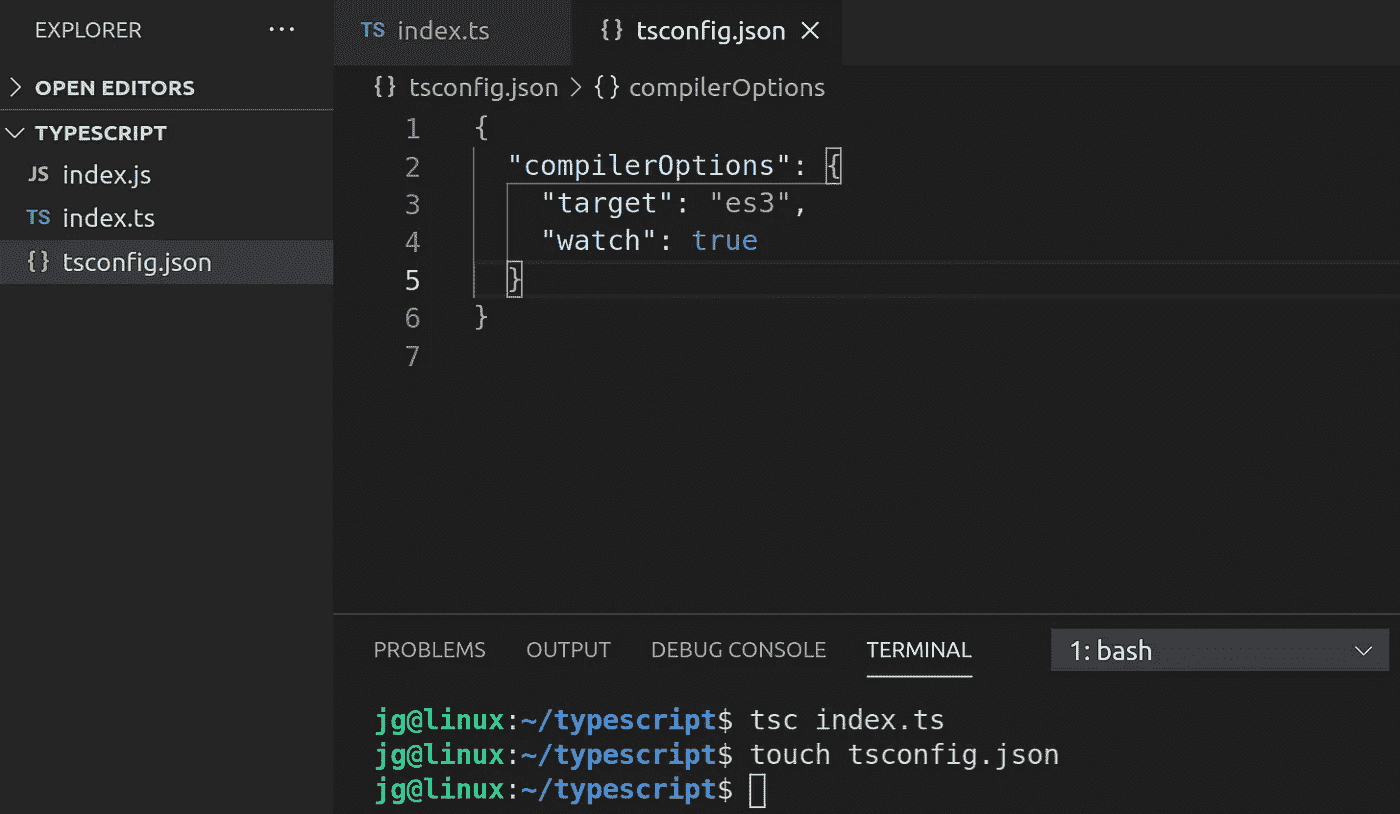 EXPLORER ...
OPEN EDITORS
TYPESCRIPT
JS index.js
TS index.ts
{} tsconfig.json
TS index.ts {} tsconfig.json
{} tsconfig.json > {} compilerOptions
1 {
2 "compilerOptions": {
3 "target": "es3",
4 "watch": true
5 }
6 }
7
PROBLEMS OUTPUT DEBUG CONSOLE TERMINAL 1: bash
jg@linux:~/typescript$ tsc index.ts
jg@linux:~/typescript$ touch tsconfig.json
jg@linux:~/typescript$